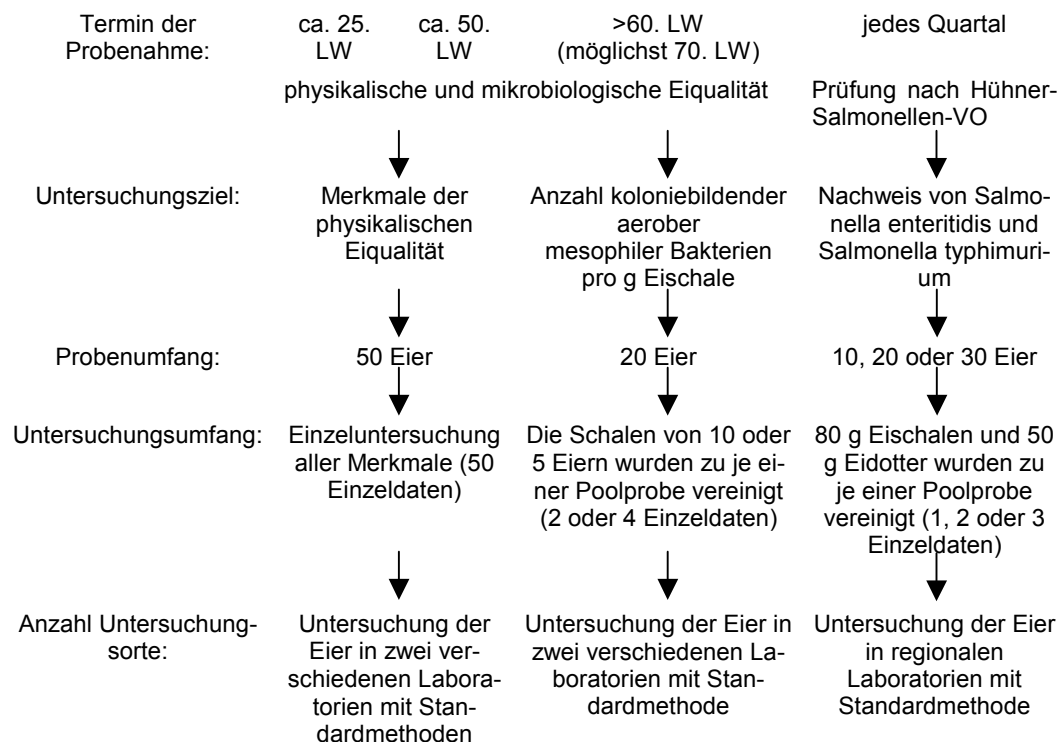 Termin der
Probenahme:
ca. 25.
LW
ca. 50.
LW
>60. LW
(möglichst 70. LW)
jedes Quartal
physikalische und mikrobiologische Eiqualität
Prüfung nach Hühner-
Salmonellen-VO
Untersuchungsziel:
Merkmale der
physikalischen
Eiqualität
Anzahl koloniebildender
aerober
mesophiler Bakterien
pro g Eischale
Nachweis von Salmo-
nella enteritidis und
Salmonella typhimuri-
um
Probenumfang:
50 Eier
20 Eier
10, 20 oder 30 Eier
Untersuchungsumfang:
Einzeluntersuchung
aller Merkmale (50
Einzeldaten)
Die Schalen von 10 oder
5 Eiern wurden zu je ei-
ner Poolprobe vereinigt
(2 oder 4 Einzeldaten)
80 g Eischalen und 50
g Eidotter wurden zu
je einer Poolprobe
vereinigt (1, 2 oder 3
Einzeldaten)
Anzahl Untersuchung-
sorte:
Untersuchung der
Eier in zwei ver-
schiedenen Labora-
torien mit Stan-
dardmethoden
Untersuchung der Eier in
zwei verschiedenen La-
boratorien mit Stan-
dardmethode
Untersuchung der Eier
in regionalen
Laboratorien mit
Standardmethode